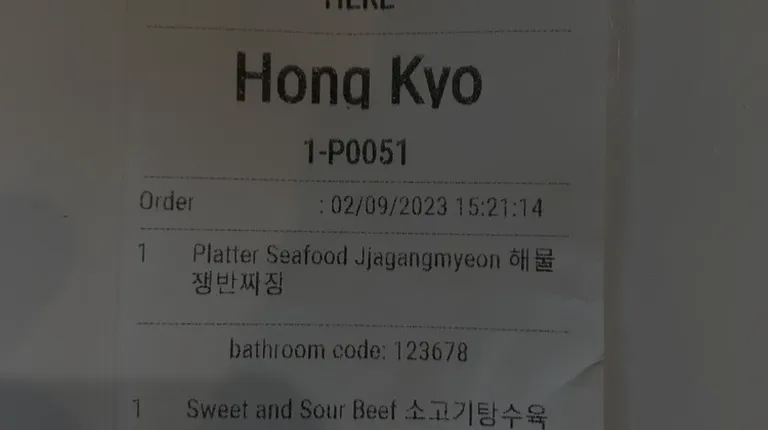 HERE
Hong Kyo
1-P0051
Order : 02/09/2023 15:21:14
1 Platter Seafood Jjagangmyeon 해물
쟁반짜장
bathroom code: 123678
1 Sweet and Sour Beef 소고기탕수육